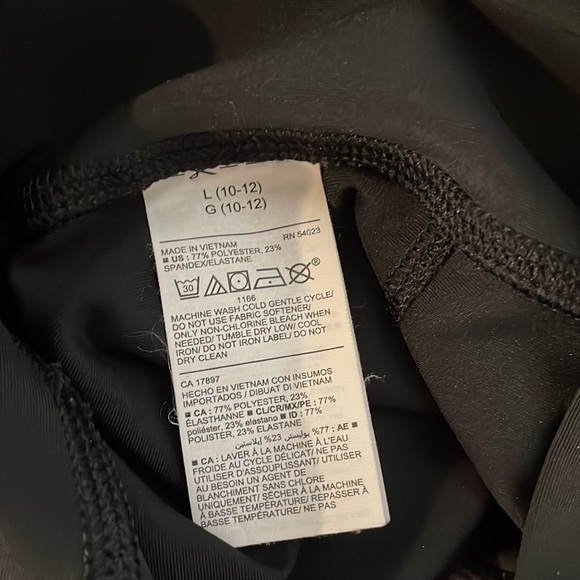 L (10-12)
G (10-12)
MADE IN VIETNAM RN 54023
■ US : 77% POLYESTER, 23%
SPANDEX/ELASTANE
30
1166
MACHINE WASH COLD GENTLE CYCLE/
DO NOT USE FABRIC SOFTENER/
ONLY NON-CHLORINE BLEACH WHEN
NEEDED/ TUMBLE DRY LOW/ COOL
IRON/ DO NOT IRON LABEL/ DO NOT
DRY CLEAN
CA 17897
HECHO EN VIETNAM CON INSUMOS
IMPORTADOS / DIBUAT DI VIETNAM
■ CA : 77% POLYESTER, 23%
ÉLASTHANNE ■ CL/CR/MX/PE : 77%
poliéster, 23% elastano ■ ID : 77%
POLISTER, 23% ELASTANE
■ AE : 77% بوليستر، 23% إيلاستين
■ CA : LAVER À LA MACHINE À L'EAU
FROIDE AU CYCLE DÉLICAT/ NE PAS
UTILISER D'ASSOUPLISSANT/ UTILISER
AGENT DE
BLANCHIMENT SANS CHLORE
UNIQUEMENT/ SÉCHER À LA MACHINE
À BASSE TEMPÉRATURE/ REPASSER À
BASSE TEMPÉRATURE/ NE PAS